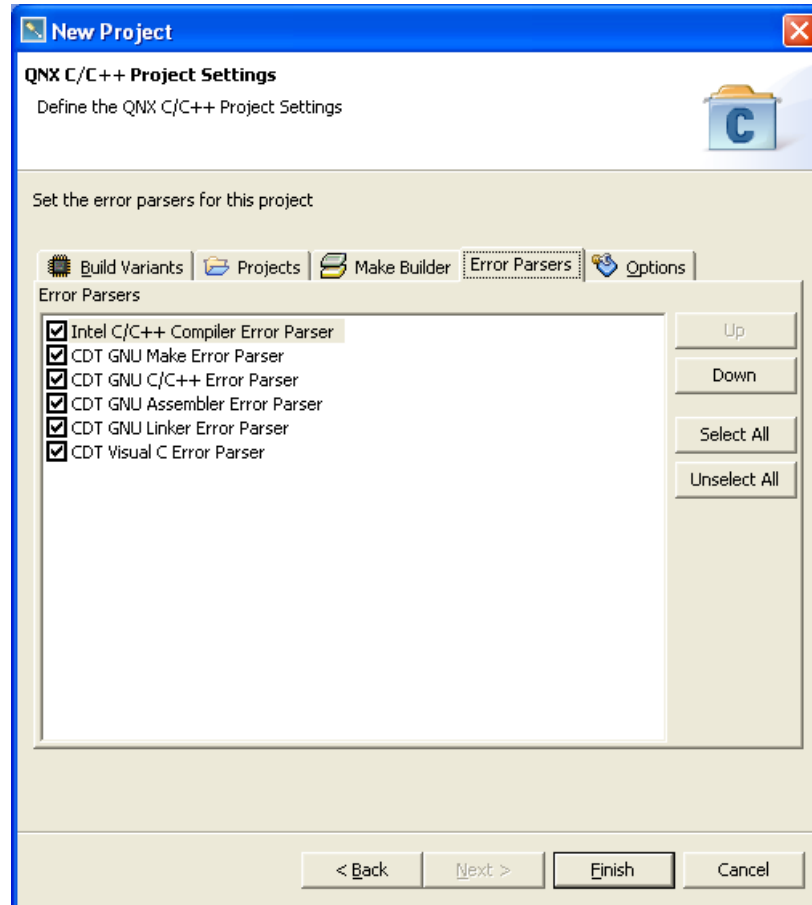 New Project
QNX C/C++ Project Settings
Define the QNX C/C++ Project Settings
C
Set the error parsers for this project
Build Variants Projects Make Builder Error Parsers Options
Error Parsers
Intel C/C++ Compiler Error Parser
CDT GNU Make Error Parser
CDT GNU C/C++ Error Parser
CDT GNU Assembler Error Parser
CDT GNU Linker Error Parser
CDT Visual C Error Parser
Up
Down
Select All
Unselect All
< Back Next > Finish Cancel